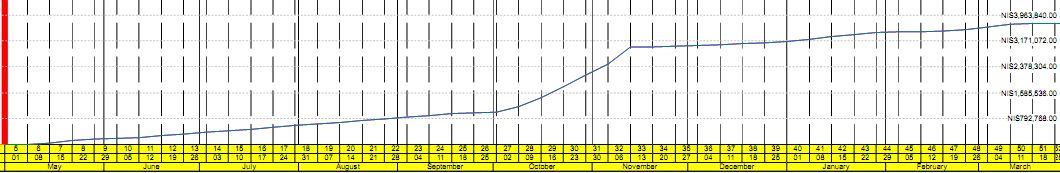 NIS3,963,840.00
NIS3,171,072.00
NIS2,378,304.00
NIS1,585,536.00
NIS792,768.00
5 6 7 8 9 10 11 12 13 14 15 16 17 18 19 20 21 22 23 24 25 26 27 28 29 30 31 32 33 34 35 36 37 38 39 40 41 42 43 44 45 46 47 48 49 50 51
01 08 15 22 29 05 12 19 26 03 10 17 24 31 07 14 21 28 04 11 18 25 02 09 16 23 30 06 13 20 27 04 11 18 25 01 08 15 22 29 05 12 19 26 04 11 18
May June July August September October November December January February March